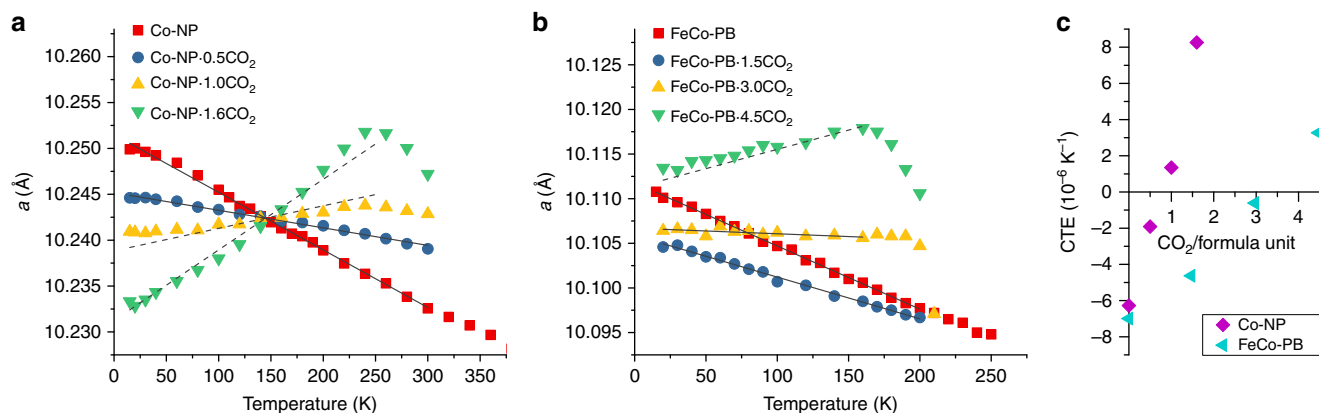 a
Co-NP
Co-NP·0.5CO₂
Co-NP·1.0CO₂
Co-NP·1.6CO₂
10.260
10.255
10.250
10.245
10.240
10.235
10.230
a (Å)
0 50 100 150 200 250 300 350
Temperature (K)
b
FeCo-PB
FeCo-PB·1.5CO₂
FeCo-PB·3.0CO₂
FeCo-PB·4.5CO₂
10.125
10.120
10.115
10.110
10.105
10.100
10.095
a (Å)
0 50 100 150 200 250
Temperature (K)
c
8
6
4
2
0
−2
−4
−6
−8
CTE (10⁻⁶ K⁻¹)
1 2 3 4
CO₂/formula unit
Co-NP
FeCo-PB